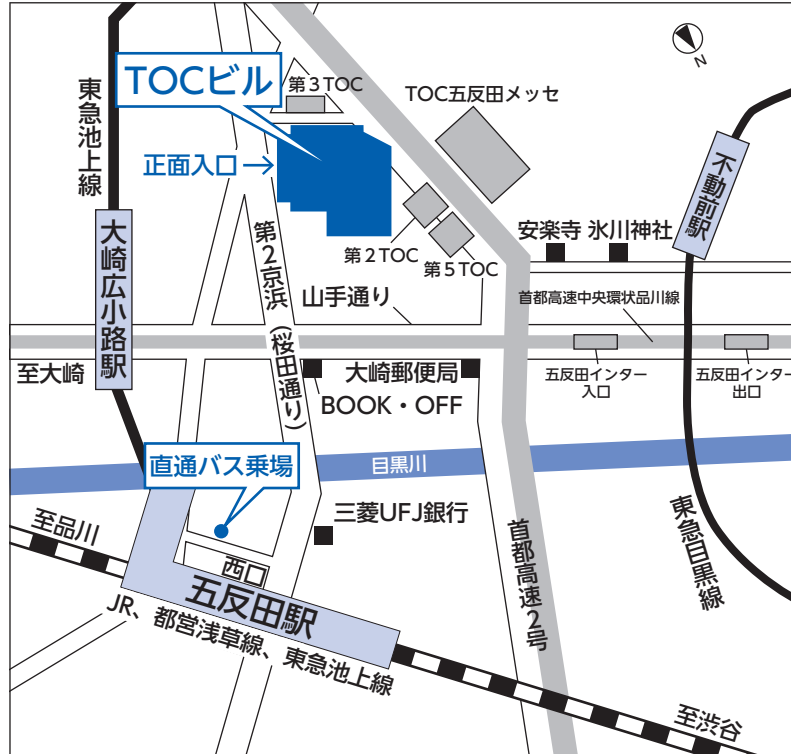 N
TOCビル
第3TOC
TOC五反田メッセ
東急池上線
正面入口→
不動前駅
大崎広小路駅
第2TOC
第5TOC
安楽寺
氷川神社
第2京浜(桜田通り)
山手通り
首都高速中央環状品川線
至大崎
大崎郵便局
BOOK・OFF
五反田インター
入口
五反田インター
出口
直通バス乗場
目黒川
三菱UFJ銀行
首都高速2号
東急目黒線
至品川
西口
五反田駅
JR、都営浅草線、東急池上線
至渋谷